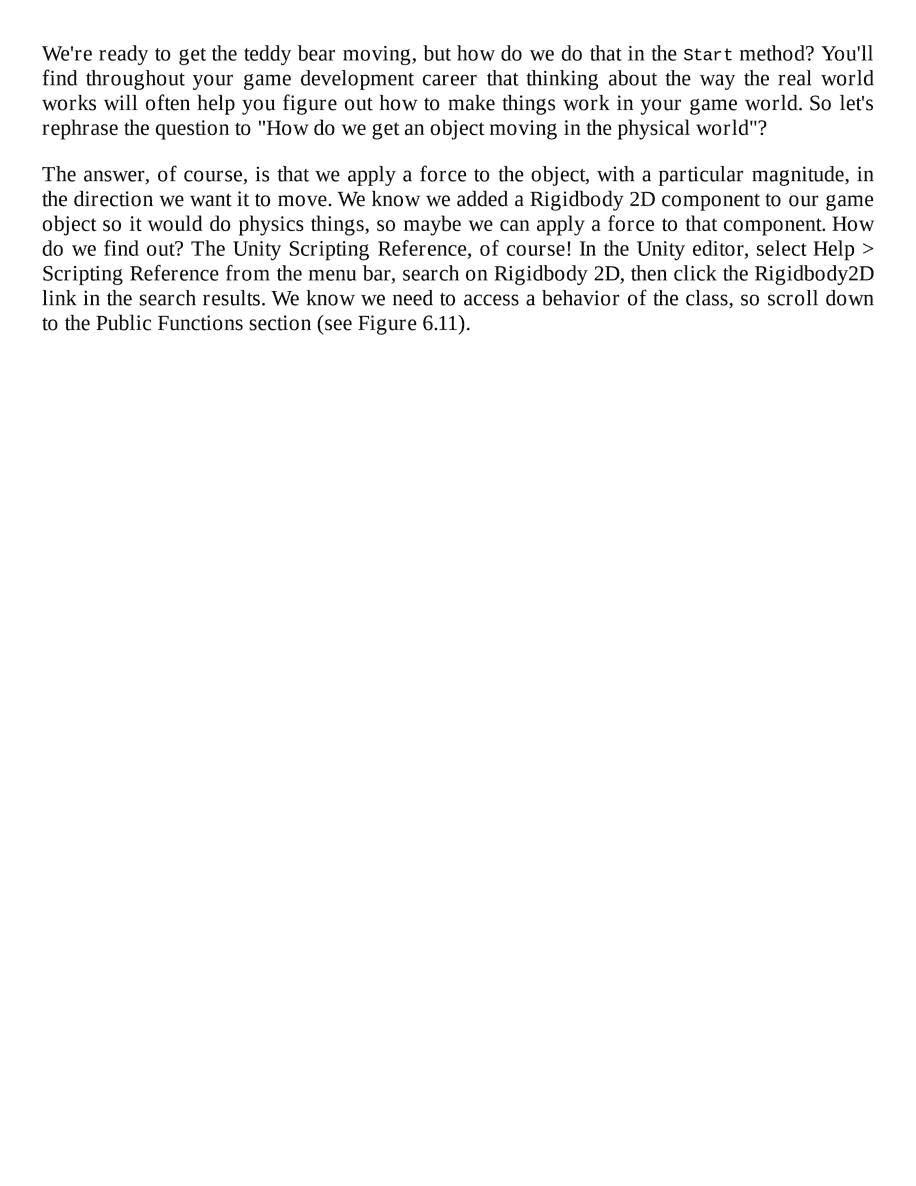 We're ready to get the teddy bear moving, but how do we do that in the Start method? You'll
find throughout your game development career that thinking about the way the real world
works will often help you figure out how to make things work in your game world. So let's
rephrase the question to "How do we get an object moving in the physical world"?
The answer, of course, is that we apply a force to the object, with a particular magnitude, in
the direction we want it to move. We know we added a Rigidbody 2D component to our game
object so it would do physics things, so maybe we can apply a force to that component. How
do we find out? The Unity Scripting Reference, of course! In the Unity editor, select Help >
Scripting Reference from the menu bar, search on Rigidbody 2D, then click the Rigidbody2D
link in the search results. We know we need to access a behavior of the class, so scroll down
to the Public Functions section (see Figure 6.11).